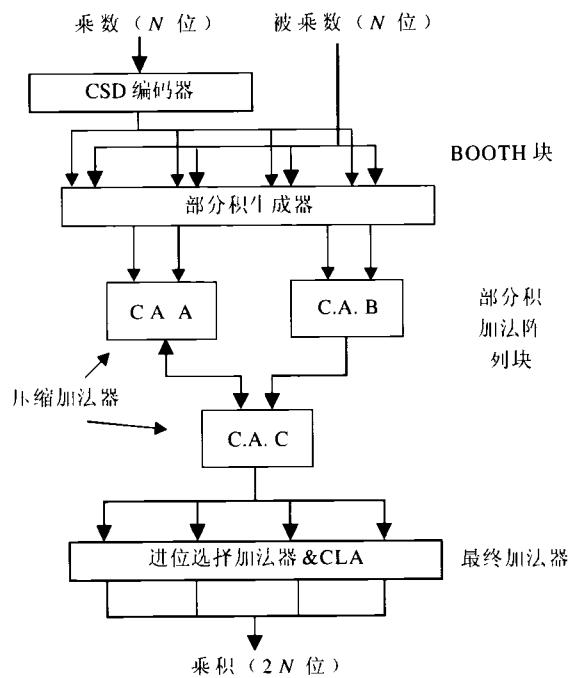 乘数（N 位）
被乘数（N 位）
CSD 编码器
BOOTH 块
部分积生成器
C A A
C.A. B
部分积
加法阵
列块
压缩加法器
C.A. C
进位选择加法器&CLA
最终加法器
乘积（2N 位）